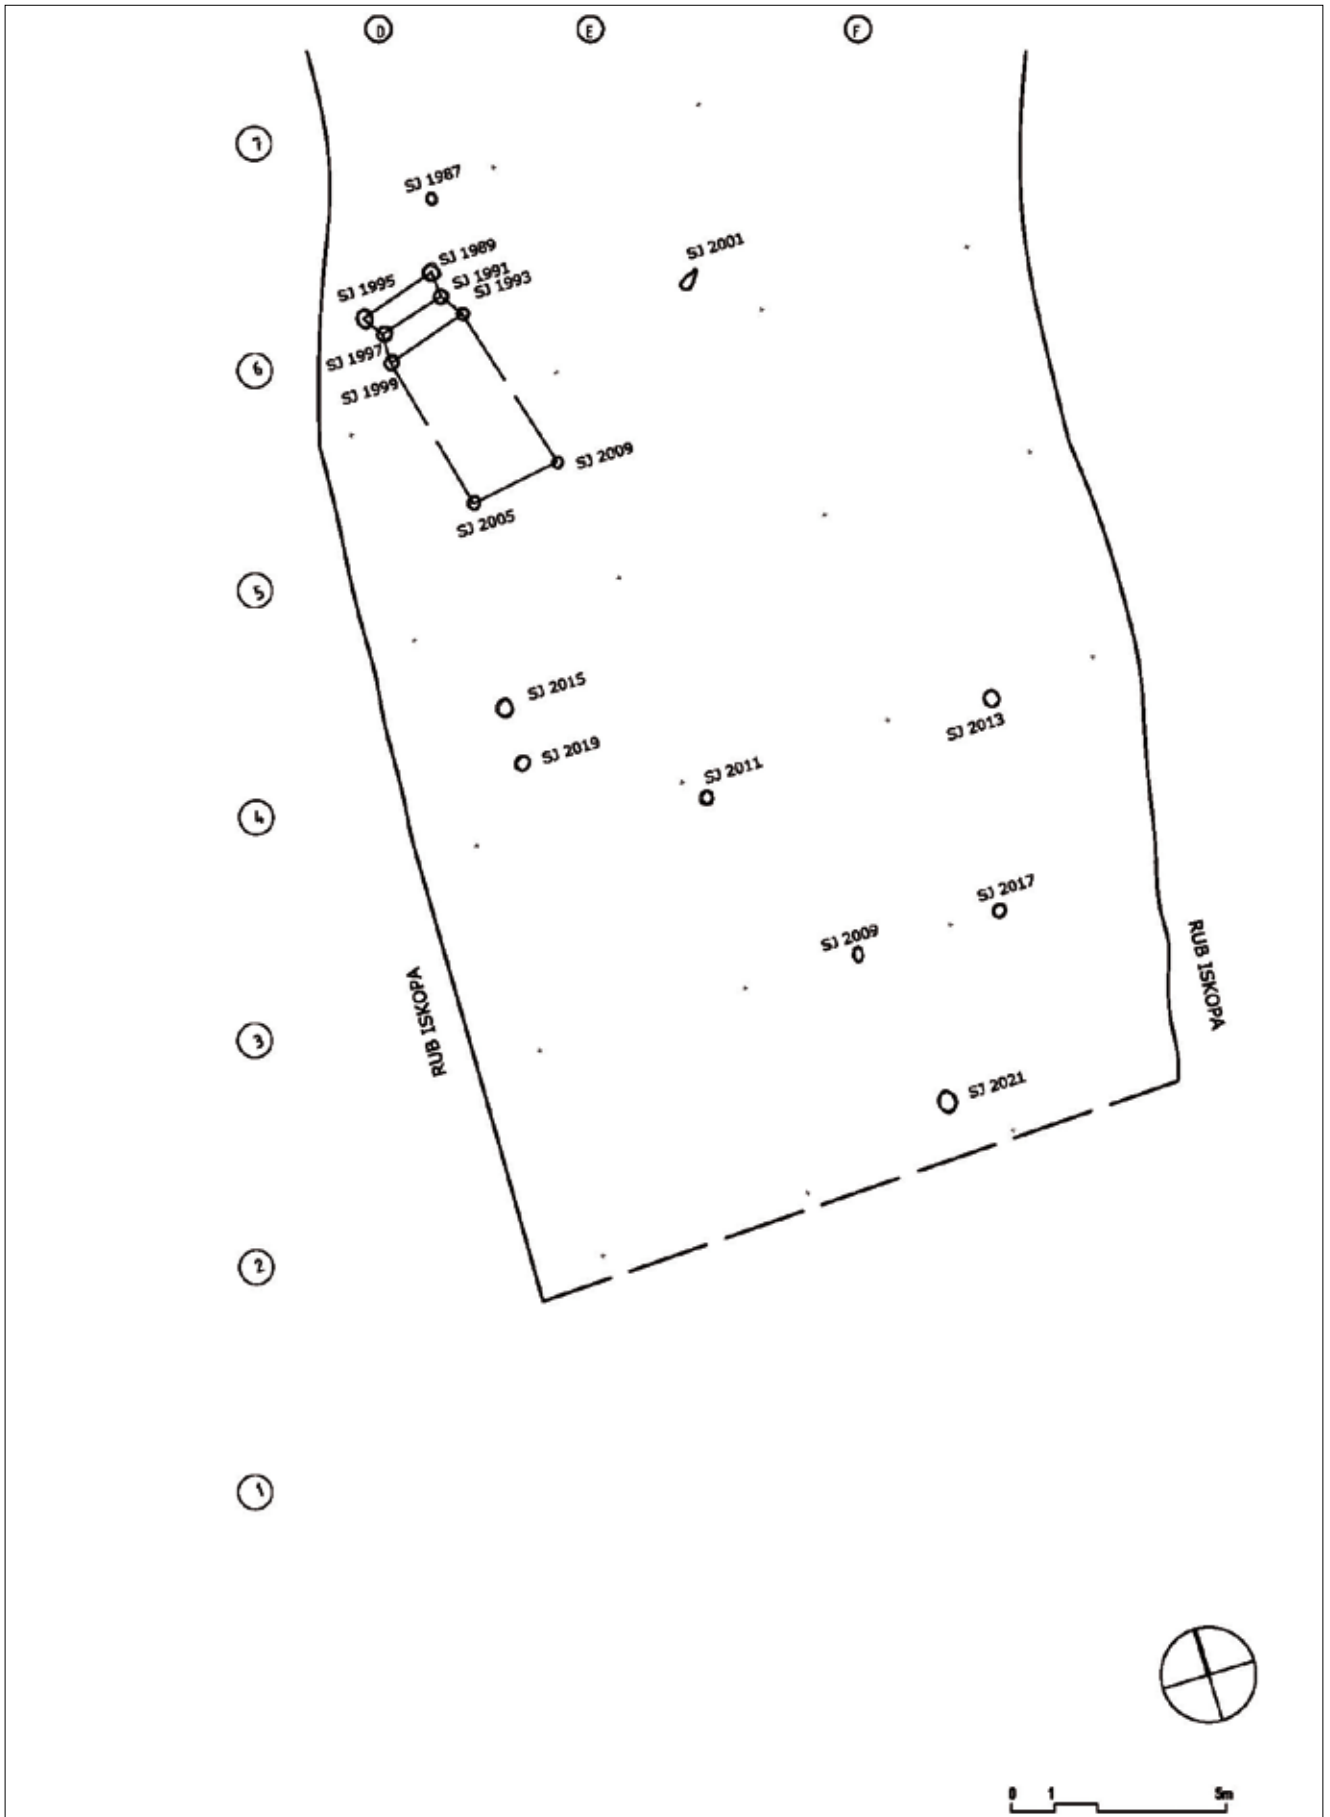 D
E
F
7
SJ 1987
SJ 1989
SJ 2001
SJ 1991
SJ 1993
SJ 1995
SJ 1997
6
SJ 1999
SJ 2009
SJ 2005
5
SJ 2015
SJ 2013
SJ 2019
SJ 2011
4
SJ 2017
SJ 2009
RUB ISKOPA
RUB ISKOPA
3
SJ 2021
2
1
0 1 5m